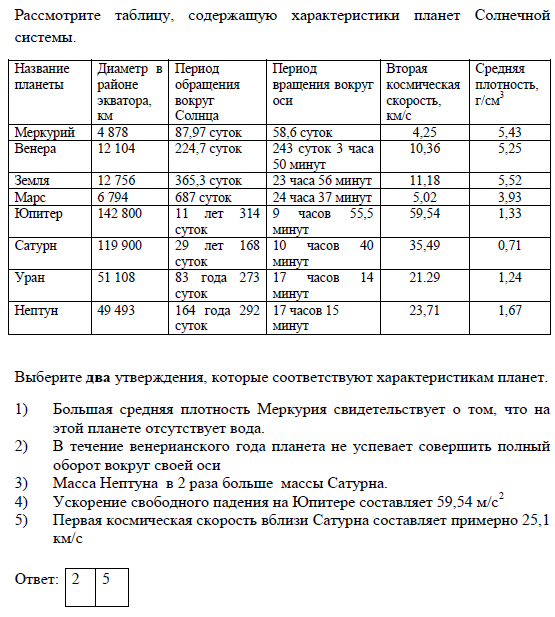 Рассмотрите таблицу, содержащую характеристики планет Солнечной
системы.
Название планеты | Диаметр в районе экватора, км | Период обращения вокруг Солнца | Период вращения вокруг оси | Вторая космическая скорость, км/с | Средняя плотность, г/см³
Меркурий | 4 878 | 87,97 суток | 58,6 суток | 4,25 | 5,43
Венера | 12 104 | 224,7 суток | 243 суток 3 часа 50 минут | 10,36 | 5,25
Земля | 12 756 | 365,3 суток | 23 часа 56 минут | 11,18 | 5,52
Марс | 6 794 | 687 суток | 24 часа 37 минут | 5,02 | 3,93
Юпитер | 142 800 | 11 лет 314 суток | 9 часов 55,5 минут | 59,54 | 1,33
Сатурн | 119 900 | 29 лет 168 суток | 10 часов 40 минут | 35,49 | 0,71
Уран | 51 108 | 83 года 273 суток | 17 часов 14 минут | 21.29 | 1,24
Нептун | 49 493 | 164 года 292 суток | 17 часов 15 минут | 23,71 | 1,67
Выберите два утверждения, которые соответствуют характеристикам планет.
1) Большая средняя плотность Меркурия свидетельствует о том, что на
этой планете отсутствует вода.
2) В течение венерианского года планета не успевает совершить полный
оборот вокруг своей оси
3) Масса Нептуна в 2 раза больше массы Сатурна.
4) Ускорение свободного падения на Юпитере составляет 59,54 м/с²
5) Первая космическая скорость вблизи Сатурна составляет примерно 25,1
км/с
Ответ: 2 5